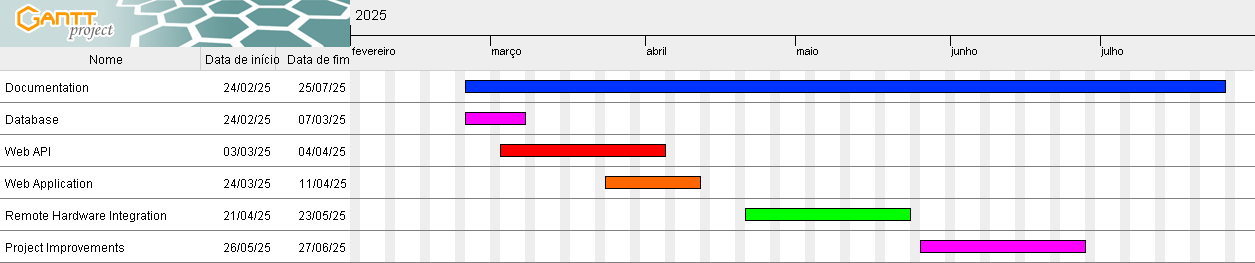 GANTT
project
2025
fevereiro março abril maio junho julho
Nome Data de início Data de fim
Documentation 24/02/25 25/07/25
Database 24/02/25 07/03/25
Web API 03/03/25 04/04/25
Web Application 24/03/25 11/04/25
Remote Hardware Integration 21/04/25 23/05/25
Project Improvements 26/05/25 27/06/25